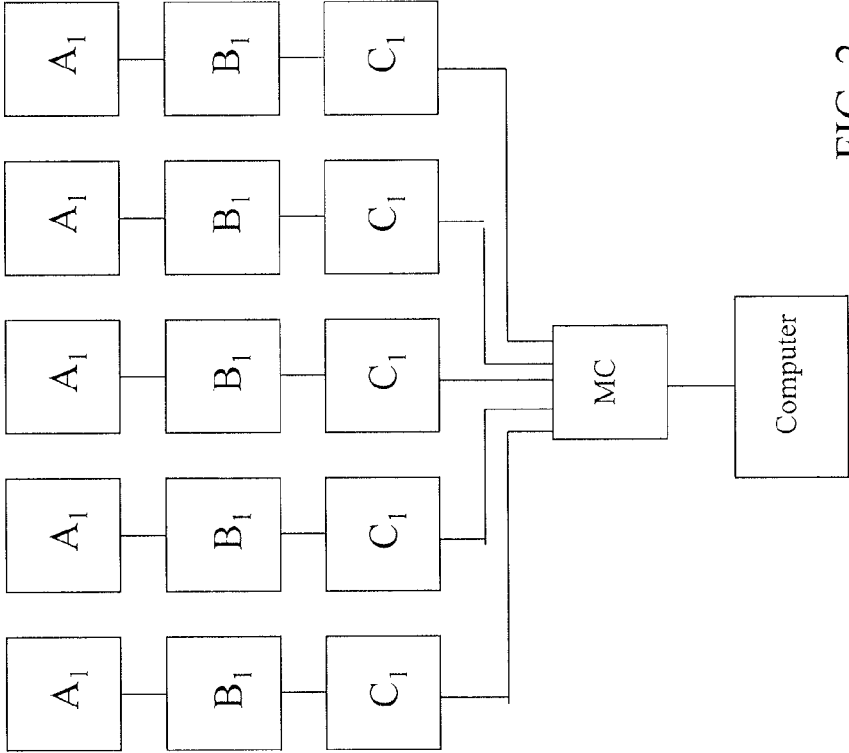 A₁ A₁ A₁ A₁ A₁
B₁ B₁ B₁ B₁ B₁
C₁ C₁ C₁ C₁ C₁
MC
Computer